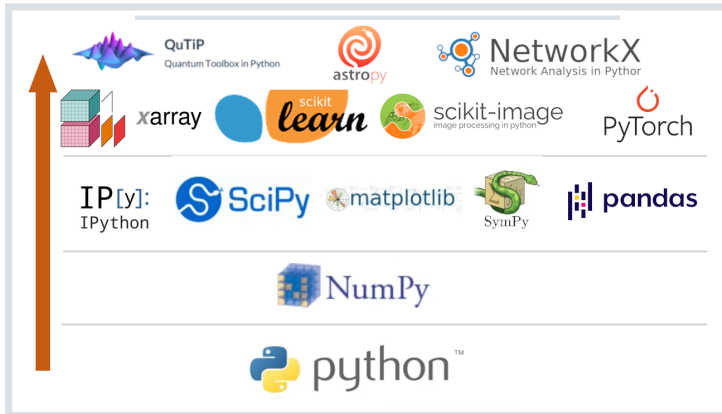 QuTiP
Quantum Toolbox in Python
astropy
NetworkX
Network Analysis in Python
xarray
scikit
learn
scikit-image
image processing in python
PyTorch
IP[y]:
IPython
SciPy
matplotlib
SymPy
pandas
NumPy
python™